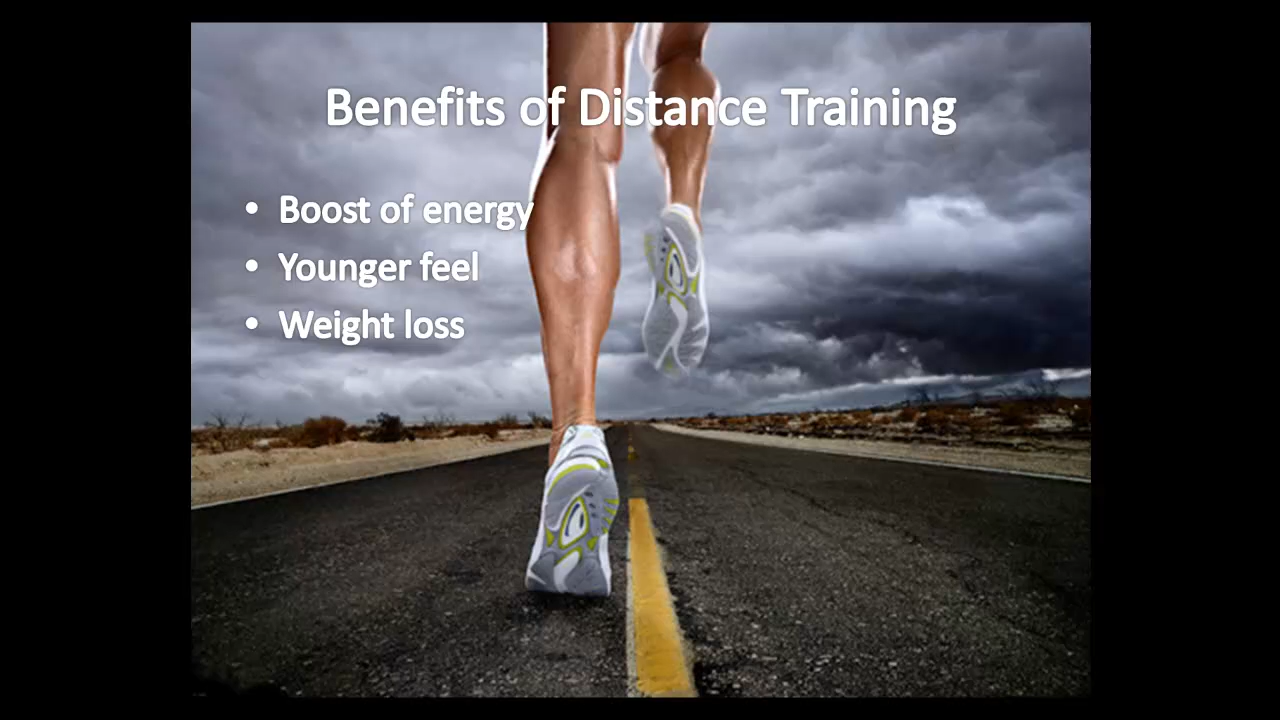 Benefits of Distance Training
• Boost of energy
• Younger feel
• Weight loss